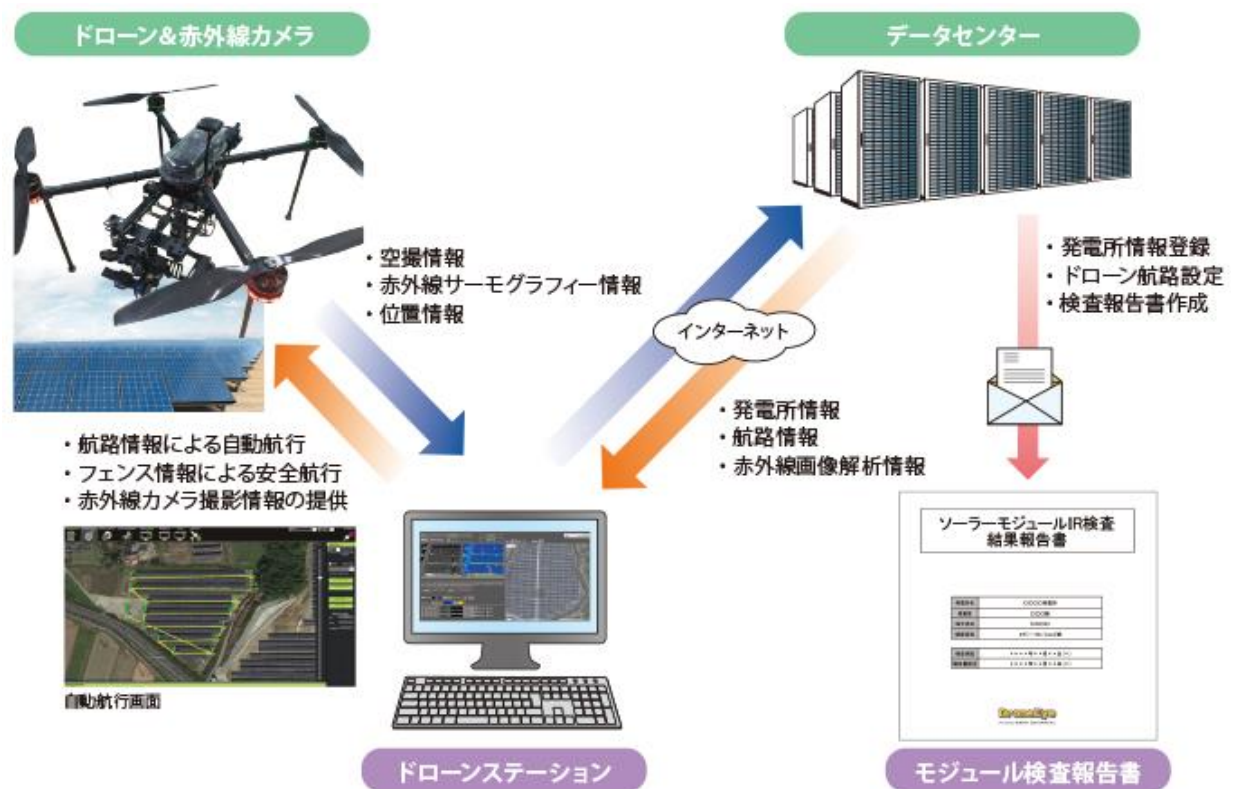 ドローン&赤外線カメラ
データセンター
・空撮情報
・赤外線サーモグラフィー情報
・位置情報
・発電所情報登録
・ドローン航路設定
・検査報告書作成
インターネット
・発電所情報
・航路情報
・赤外線画像解析情報
・航路情報による自動航行
・フェンス情報による安全航行
・赤外線カメラ撮影情報の提供
自動航行画面
ソーラーモジュールIR検査
結果報告書
DroneEye
ドローンステーション
モジュール検査報告書